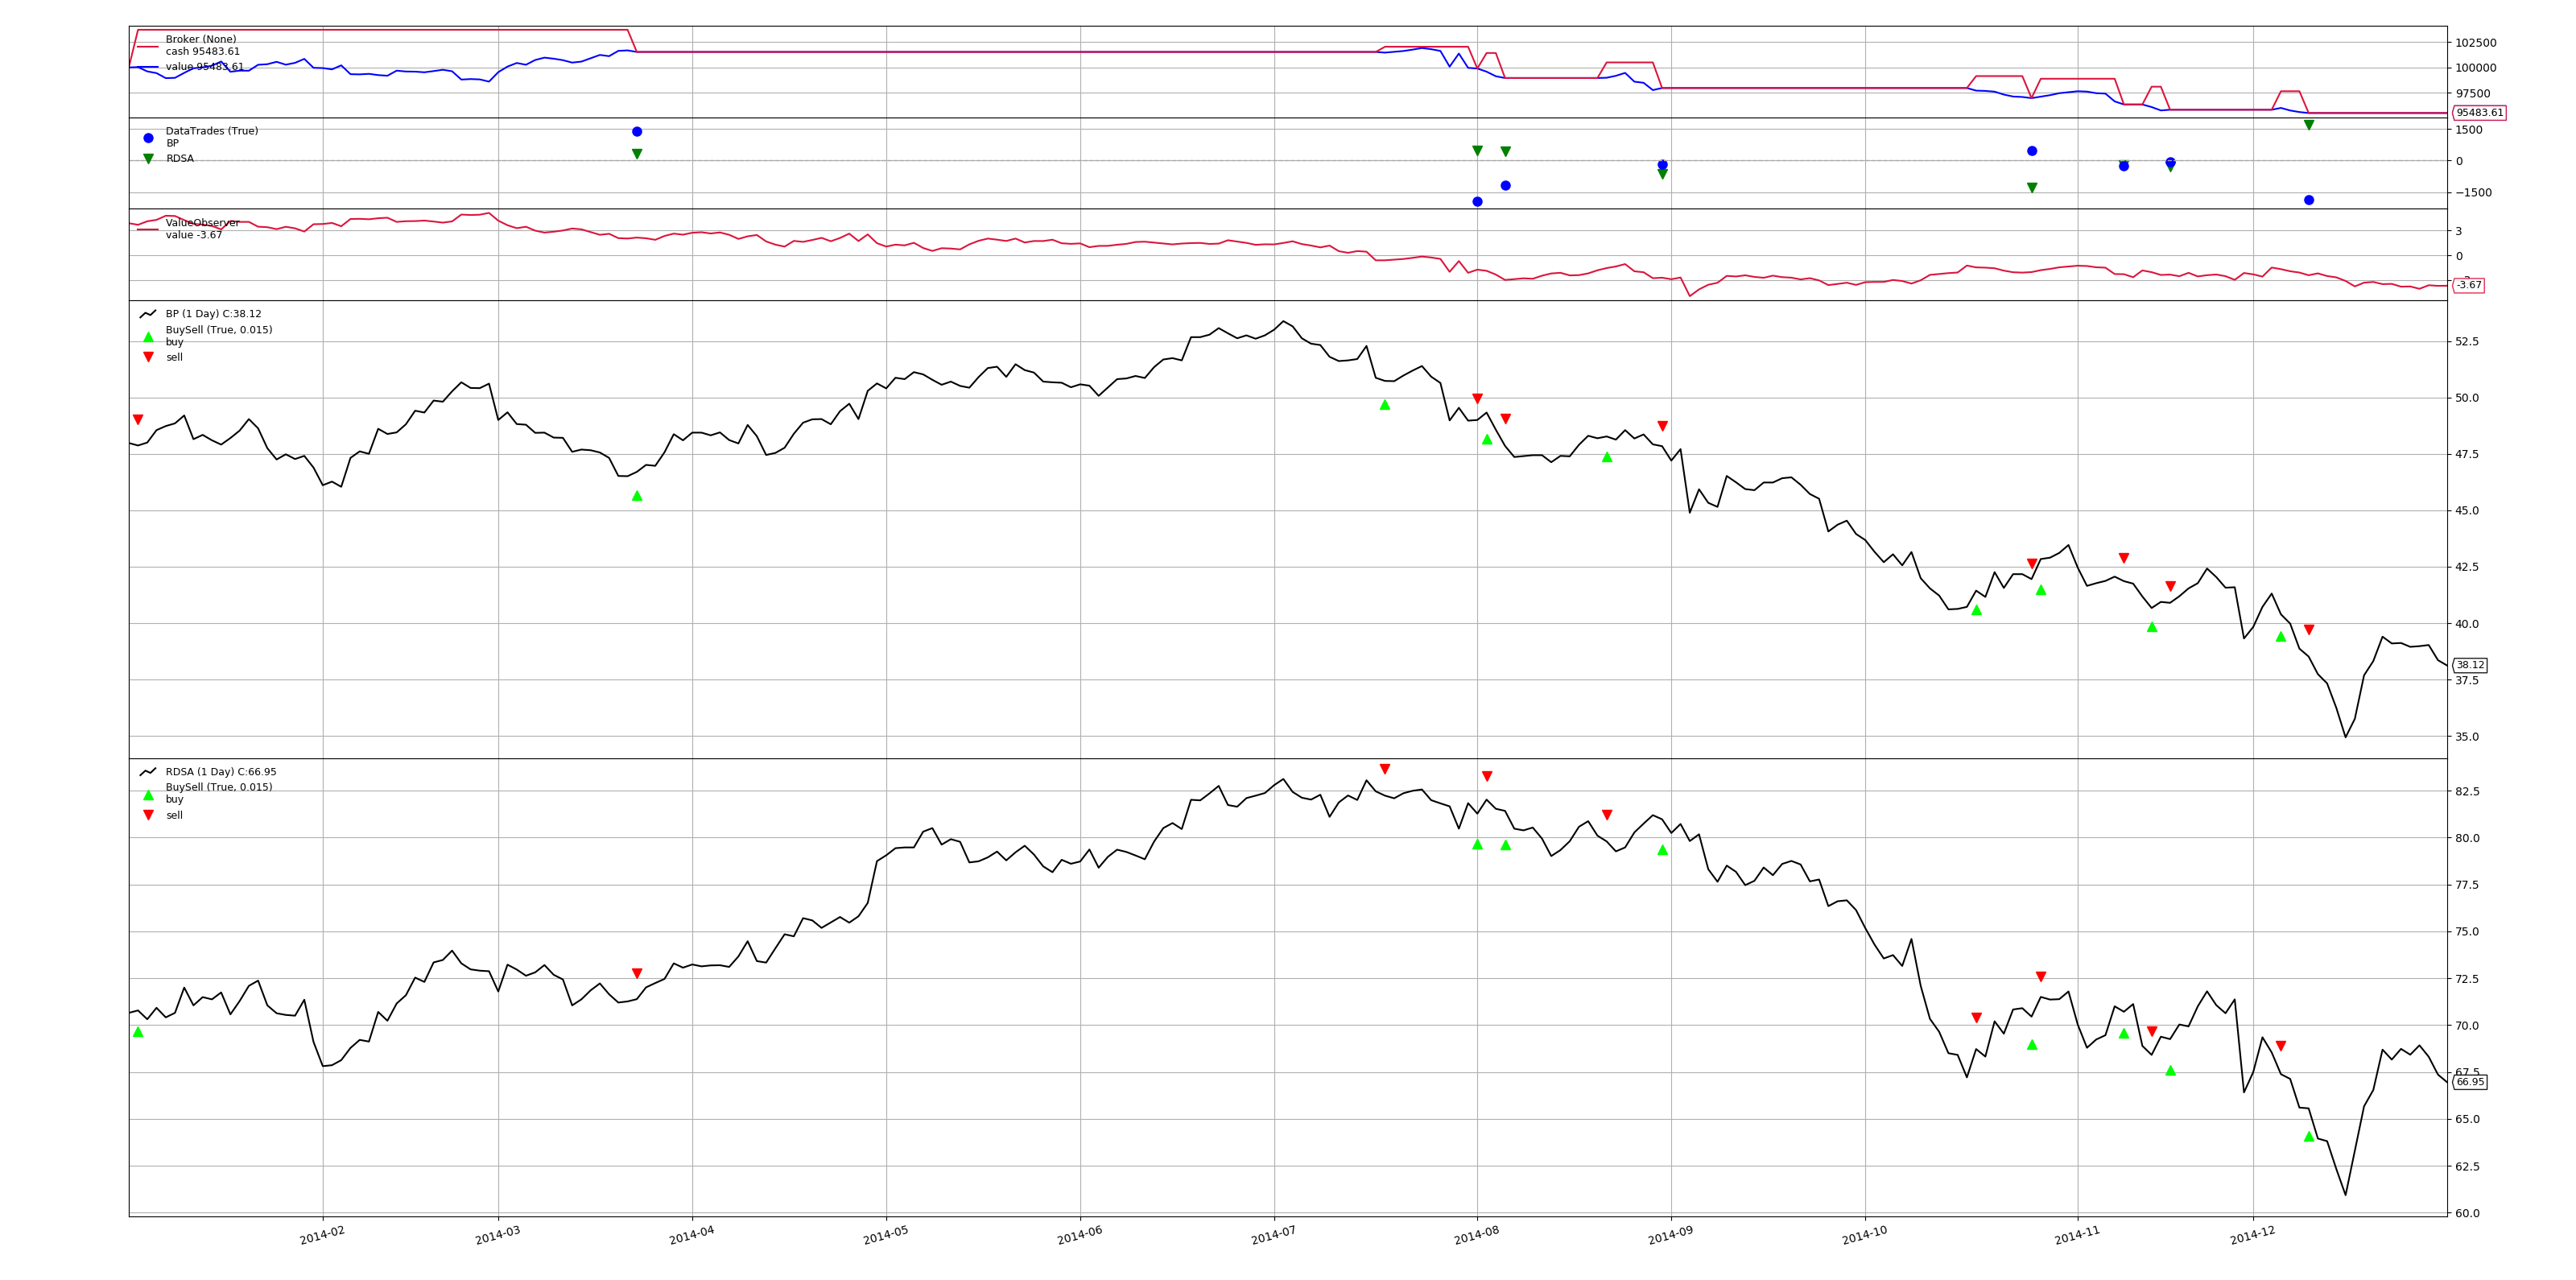 Broker (None)
cash 95483.61
value 95483.61
102500
100000
97500
95483.61
DataTrades (True)
BP
RDSA
1500
0
−1500
ValueObserver
value -3.67
3
0
-3.67
BP (1 Day) C:38.12
BuySell (True, 0.015)
buy
sell
52.5
50.0
47.5
45.0
42.5
40.0
38.12
37.5
35.0
RDSA (1 Day) C:66.95
BuySell (True, 0.015)
buy
sell
82.5
80.0
77.5
75.0
72.5
70.0
67.5
66.95
65.0
62.5
60.0
2014-02
2014-03
2014-04
2014-05
2014-06
2014-07
2014-08
2014-09
2014-10
2014-11
2014-12